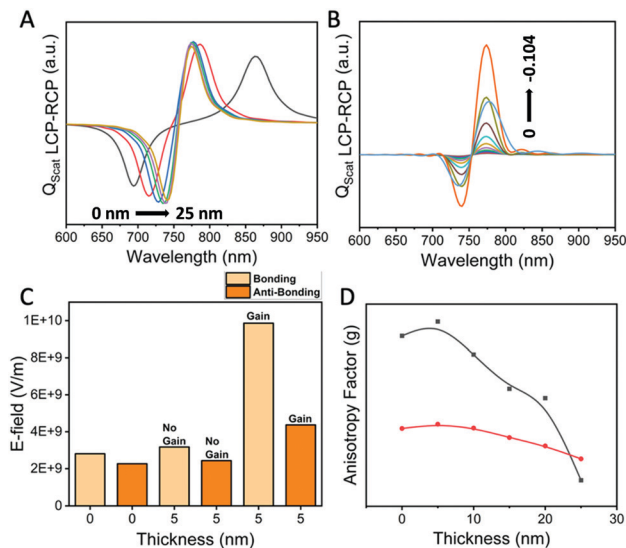 A
Q_Scat LCP-RCP (a.u.)
0 nm
25 nm
600 650 700 750 800 850 900 950
Wavelength (nm)
B
Q_Scat LCP-RCP (a.u.)
0
-0.104
600 650 700 750 800 850 900 950
Wavelength (nm)
C
Bonding
Anti-Bonding
E-field (V/m)
1E+10
8E+9
6E+9
4E+9
2E+9
0
No
Gain
No
Gain
Gain
Gain
0 0 5 5 5 5
Thickness (nm)
D
Anisotropy Factor (g)
0 10 20 30
Thickness (nm)